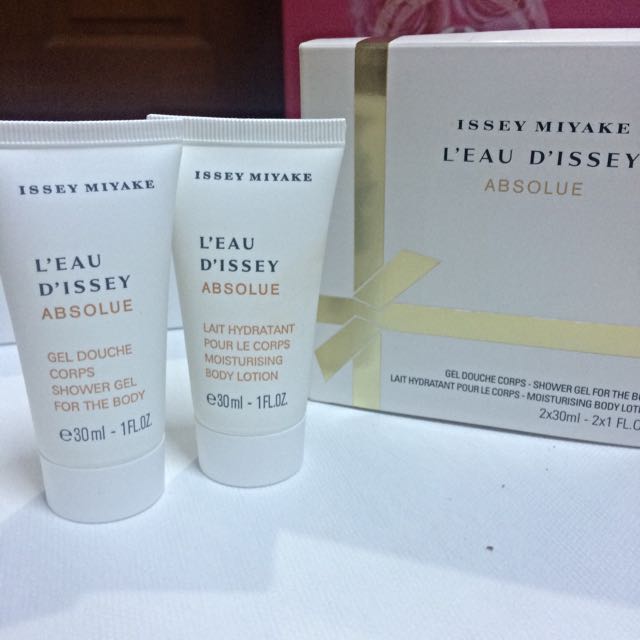 ISSEY MIYAKE
L'EAU
D'ISSEY
ABSOLUE
GEL DOUCHE
CORPS
SHOWER GEL
FOR THE BODY
℮30ml - 1FL.OZ
ISSEY MIYAKE
L'EAU
D'ISSEY
ABSOLUE
LAIT HYDRATANT
POUR LE CORPS
MOISTURISING
BODY LOTION
℮30ml - 1FL.OZ
ISSEY MIYAKE
L'EAU D'ISSEY
ABSOLUE
GEL DOUCHE CORPS - SHOWER GEL FOR THE
LAIT HYDRATANT POUR LE CORPS - MOISTURISING BODY
2x30ml - 2x1 FL.